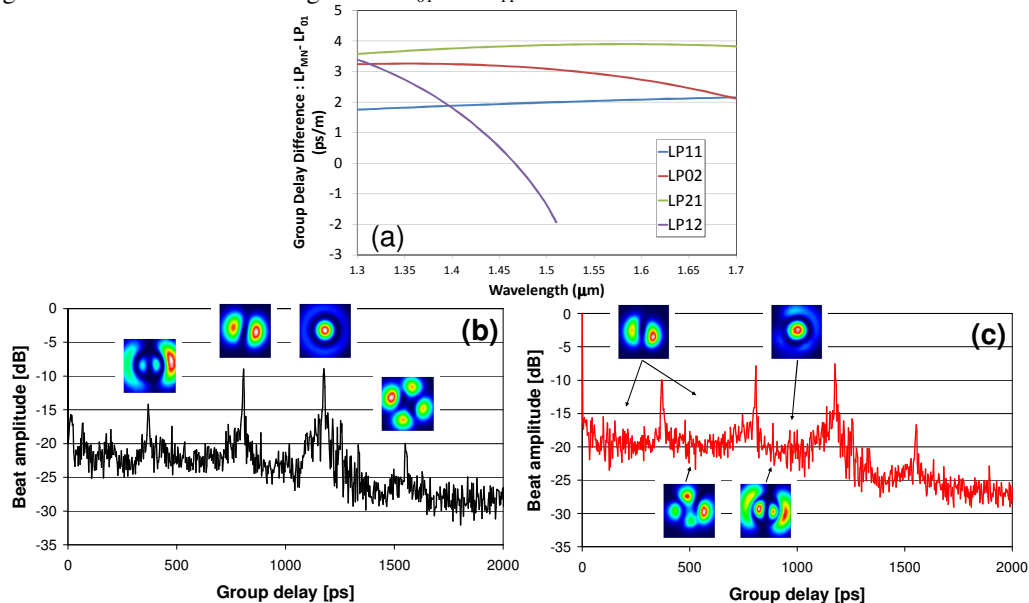 5
4
3
2
1
0
-1
-2
-3
Group Delay Difference : LP_MN - LP_01
(ps/m)
(a)
LP11
LP02
LP21
LP12
1.3 1.35 1.4 1.45 1.5 1.55 1.6 1.65 1.7
Wavelength (μm)
(b)
0
-5
-10
-15
-20
-25
-30
-35
Beat amplitude [dB]
0 500 1000 1500 2000
Group delay [ps]
(c)
0
-5
-10
-15
-20
-25
-30
-35
Beat amplitude [dB]
0 500 1000 1500 2000
Group delay [ps]